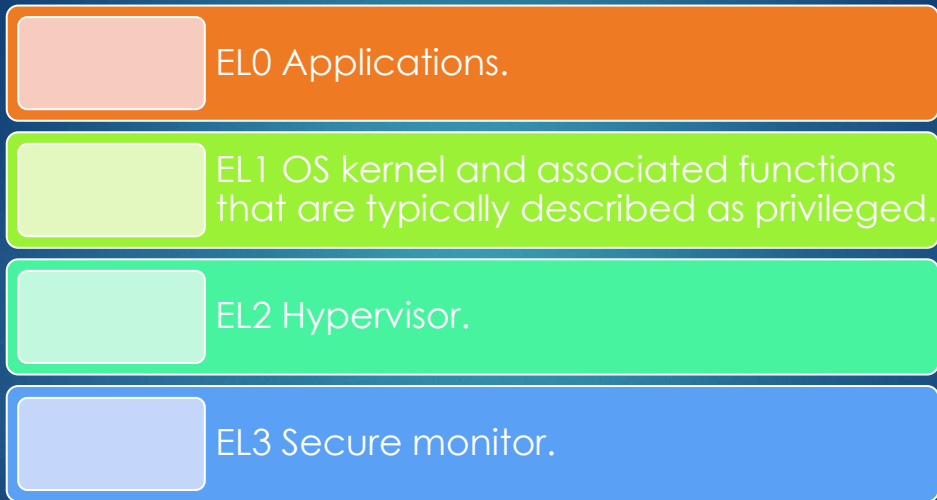 EL0 Applications.
EL1 OS kernel and associated functions
that are typically described as privileged.
EL2 Hypervisor.
EL3 Secure monitor.